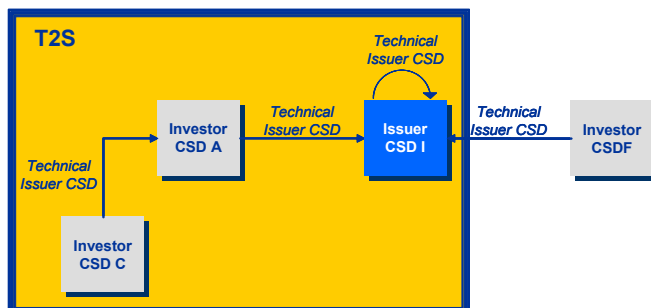 T2S
Technical
Issuer CSD
Technical
Issuer CSD
Technical
Issuer CSD
Investor
CSD A
Issuer
CSD I
Investor
CSDF
Technical
Issuer CSD
Investor
CSD C